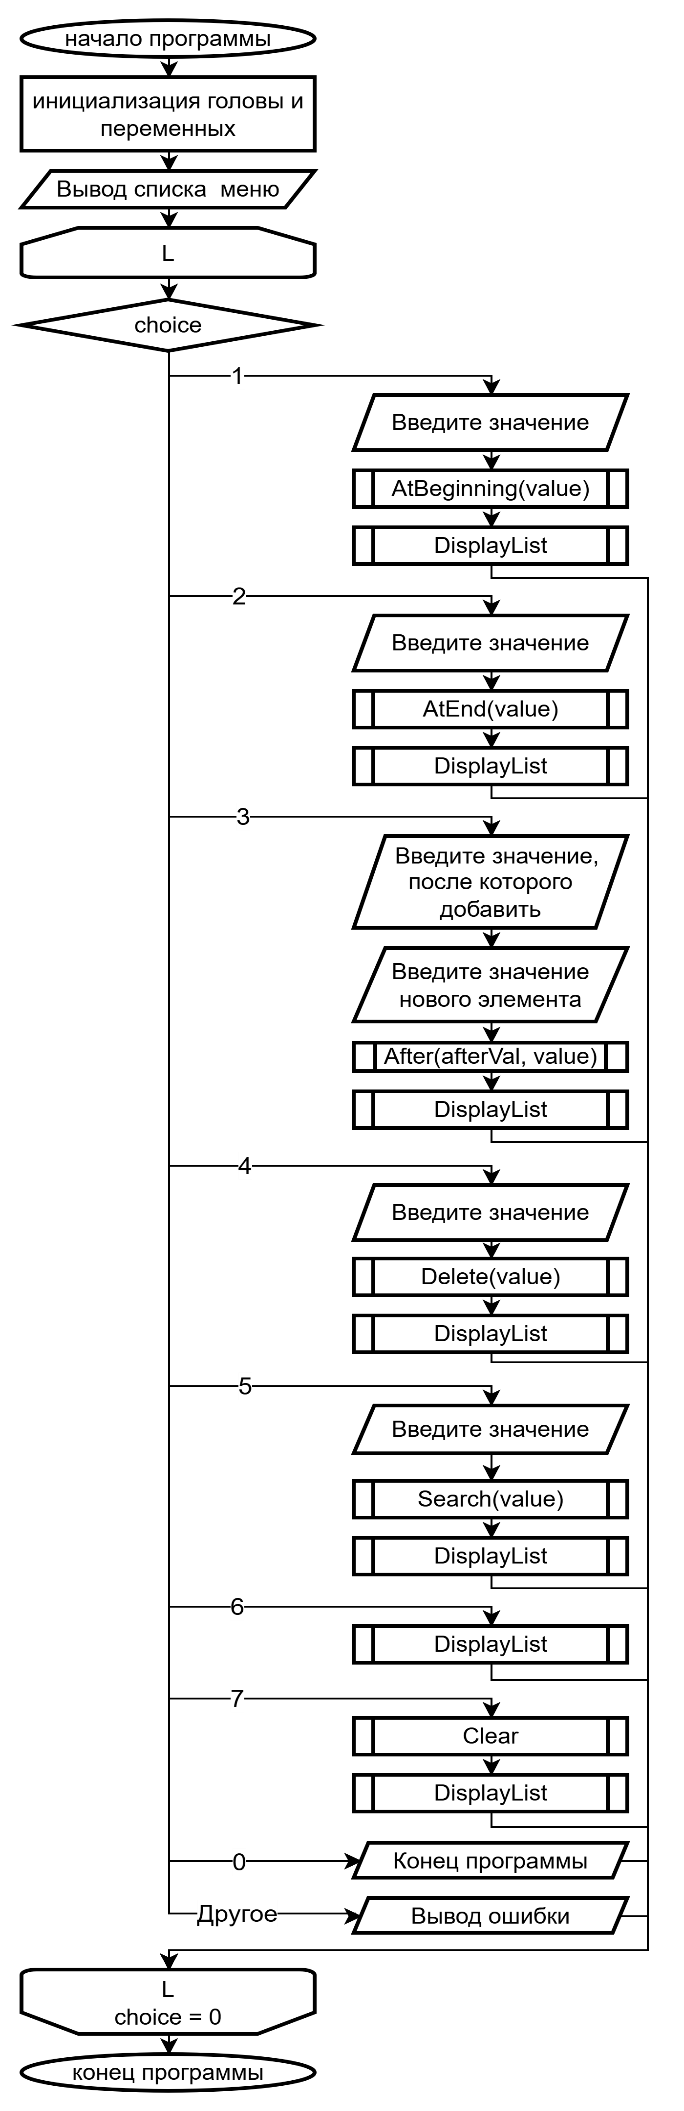 начало программы
инициализация головы и
переменных
Вывод списка меню
L
choice
1
Введите значение
AtBeginning(value)
DisplayList
2
Введите значение
AtEnd(value)
DisplayList
3
Введите значение,
после которого
добавить
Введите значение
нового элемента
After(afterVal, value)
DisplayList
4
Введите значение
Delete(value)
DisplayList
5
Введите значение
Search(value)
DisplayList
6
DisplayList
7
Clear
DisplayList
0
Конец программы
Другое
Вывод ошибки
L
choice = 0
конец программы